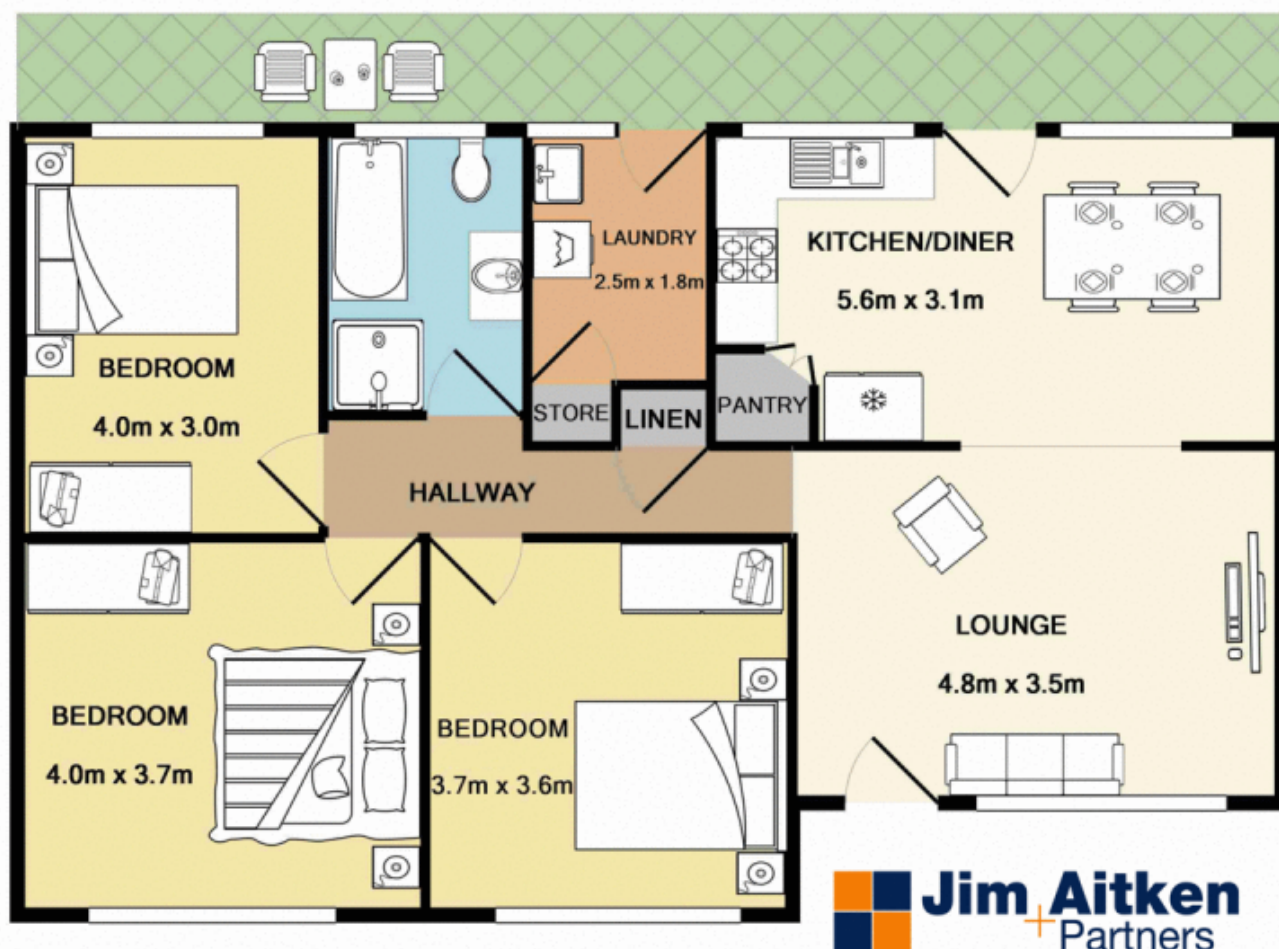 LAUNDRY
2.5m x 1.8m
KITCHEN/DINER
5.6m x 3.1m
BEDROOM
4.0m x 3.0m
STORE
LINEN
PANTRY
HALLWAY
LOUNGE
4.8m x 3.5m
BEDROOM
4.0m x 3.7m
BEDROOM
3.7m x 3.6m
Jim Aitken
+Partners